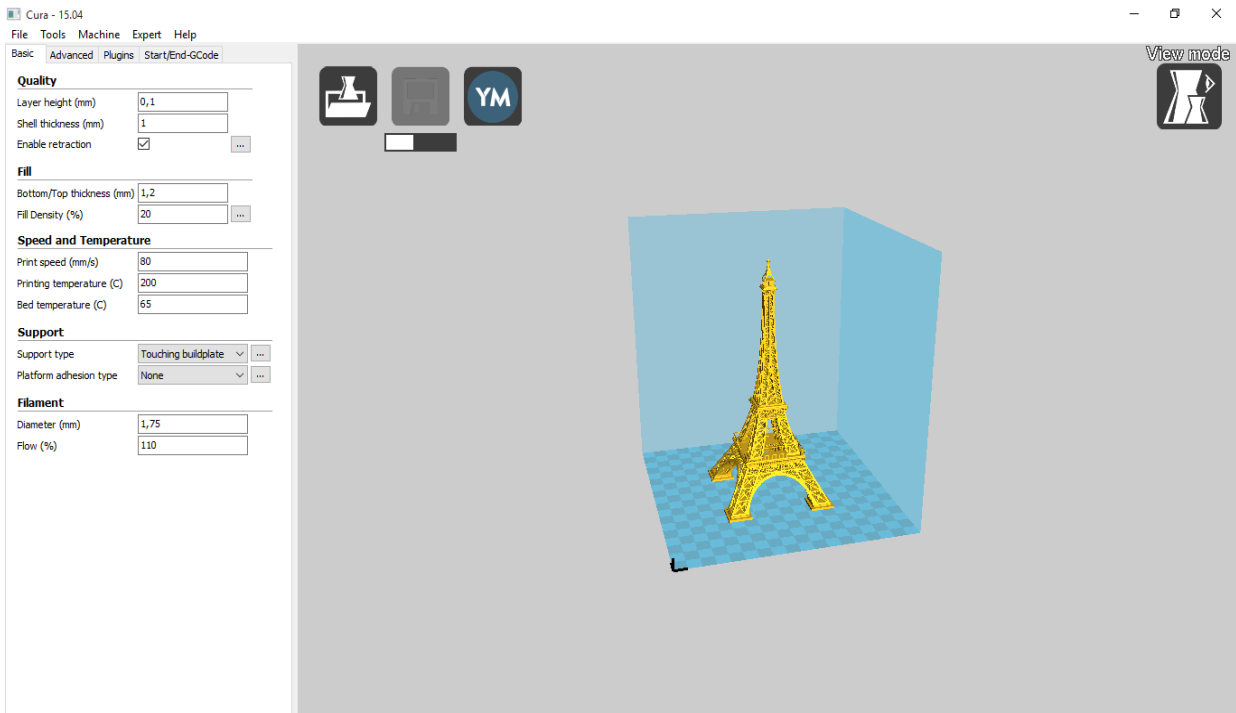 Cura - 15.04
File Tools Machine Expert Help
Basic Advanced Plugins Start/End-GCode
View mode
YM
Quality
Layer height (mm) 0,1
Shell thickness (mm) 1
Enable retraction ...
Fill
Bottom/Top thickness (mm) 1,2
Fill Density (%) 20 ...
Speed and Temperature
Print speed (mm/s) 80
Printing temperature (C) 200
Bed temperature (C) 65
Support
Support type Touching buildplate ...
Platform adhesion type None ...
Filament
Diameter (mm) 1,75
Flow (%) 110